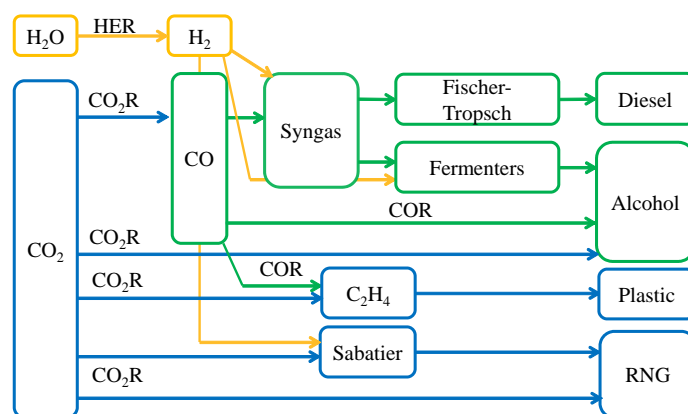 H₂O
HER
H₂
CO₂
CO₂R
CO
Syngas
Fischer-
Tropsch
Diesel
Fermenters
Alcohol
COR
CO₂R
CO₂R
COR
C₂H₄
Plastic
Sabatier
CO₂R
RNG